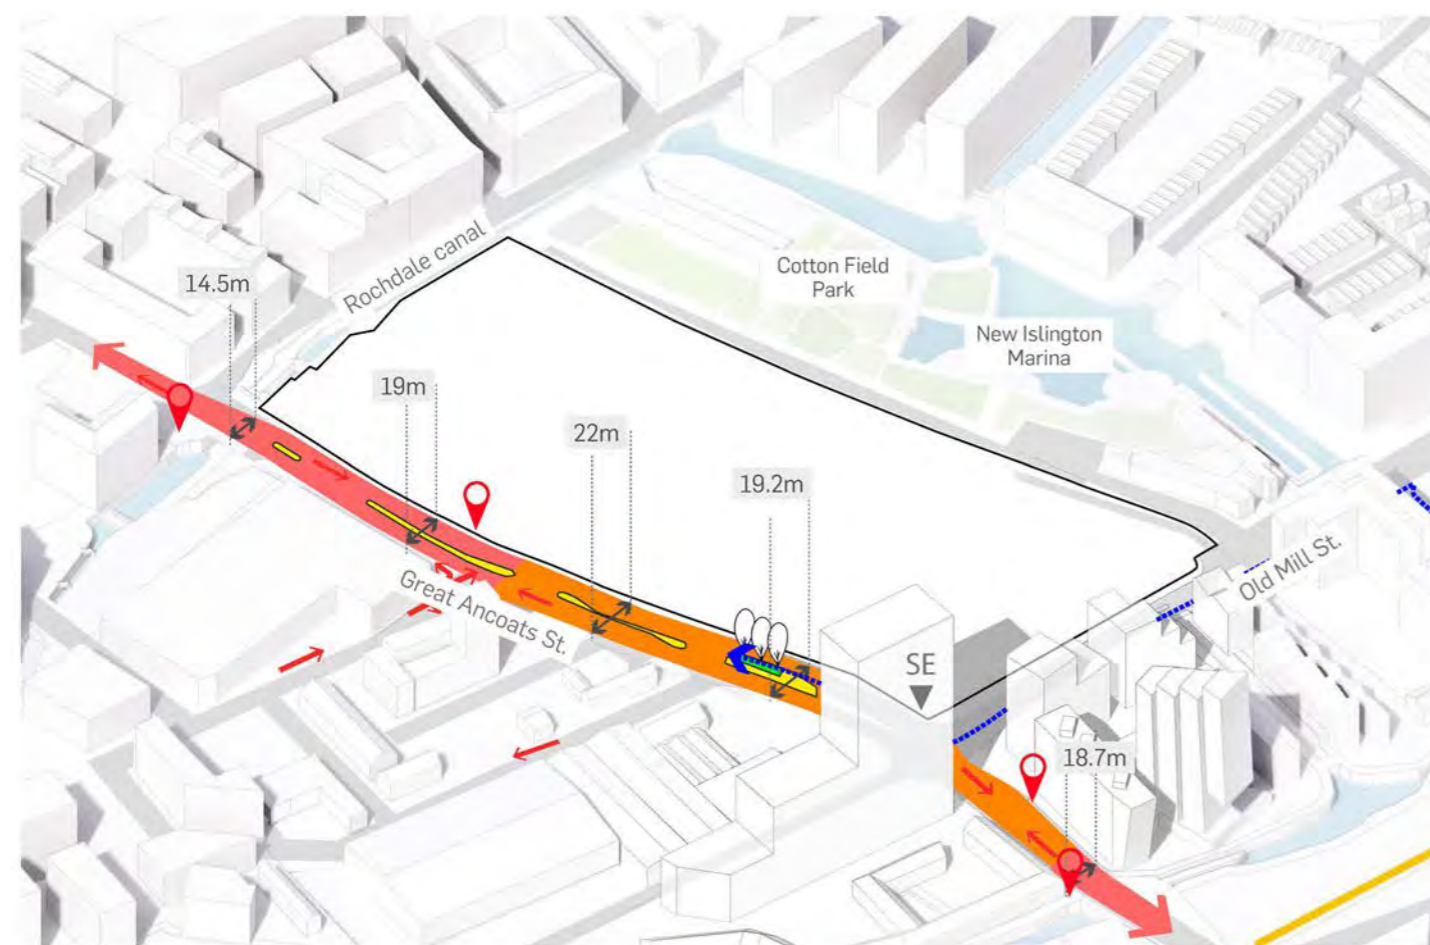 Rochdale canal
Cotton Field
Park
14.5m
New Islington
Marina
19m
22m
19.2m
Great Ancoats St.
Old Mill St.
SE
18.7m